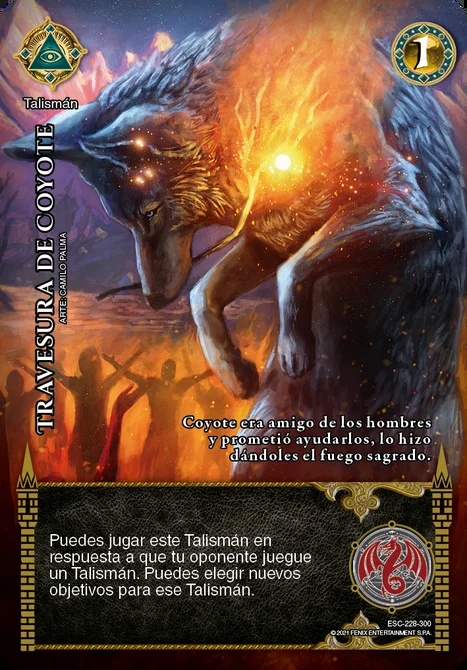 1
Talismán
TRAVESURA DE COYOTE
ARTE: CAMILO PALMA
Coyote era amigo de los hombres
y prometió ayudarlos, lo hizo
dándoles el fuego sagrado.
Puedes jugar este Talismán en
respuesta a que tu oponente juegue
un Talismán. Puedes elegir nuevos
objetivos para ese Talismán.
ESC-228-300
©2021 FENIX ENTERTAINMENT S.P.A.